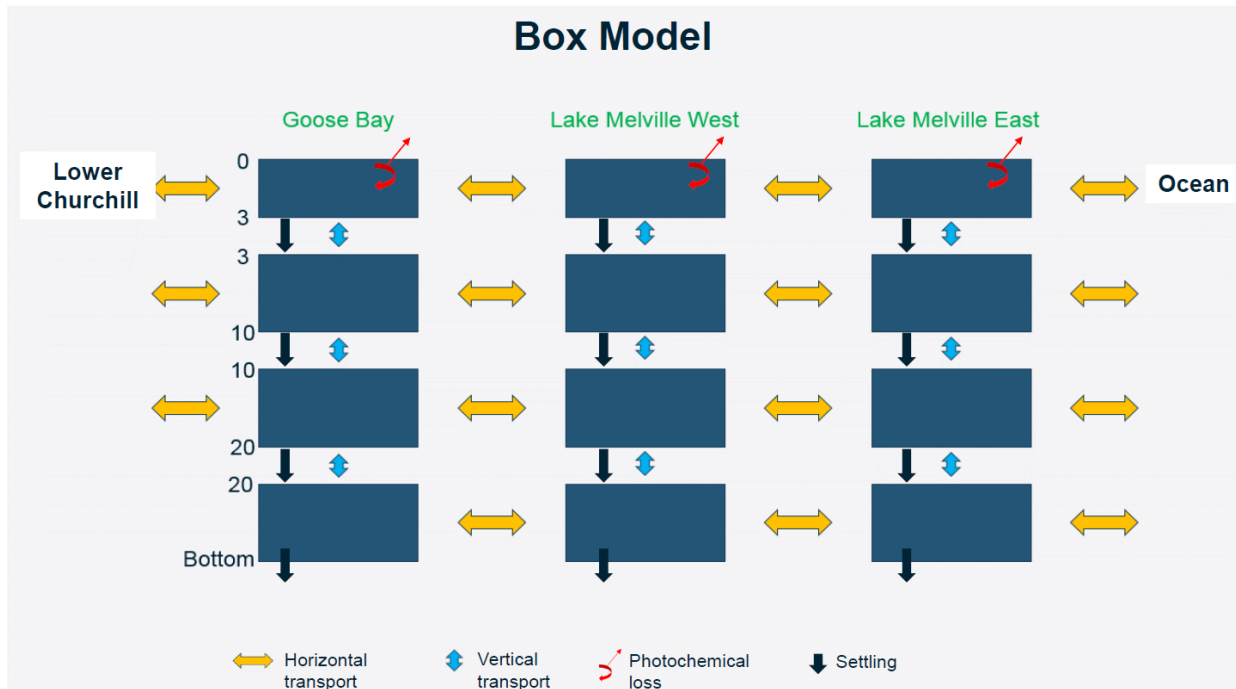 Box Model
Goose Bay
Lake Melville West
Lake Melville East
Lower
Churchill
Ocean
0
3
3
10
10
20
20
Bottom
Horizontal
transport
Vertical
transport
Photochemical
loss
Settling